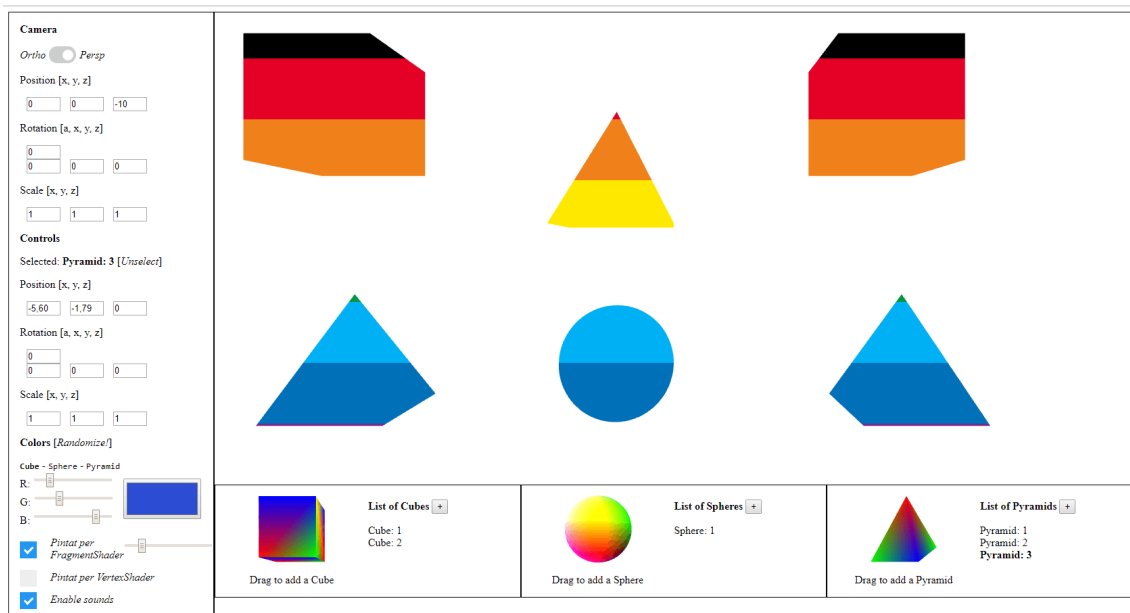 Camera
Ortho Persp
Position [x, y, z]
0 0 -10
Rotation [a, x, y, z]
0
0 0 0
Scale [x, y, z]
1 1 1
Controls
Selected: Pyramid: 3 [Unselect]
Position [x, y, z]
-5,60 -1,79 0
Rotation [a, x, y, z]
0
0 0 0
Scale [x, y, z]
1 1 1
Colors [Randomize!]
Cube - Sphere - Pyramid
R:
G:
B:
Pintat per
FragmentShader
Pintat per VertexShader
Enable sounds
List of Cubes +
Cube: 1
Cube: 2
Drag to add a Cube
List of Spheres +
Sphere: 1
Drag to add a Sphere
List of Pyramids +
Pyramid: 1
Pyramid: 2
Pyramid: 3
Drag to add a Pyramid